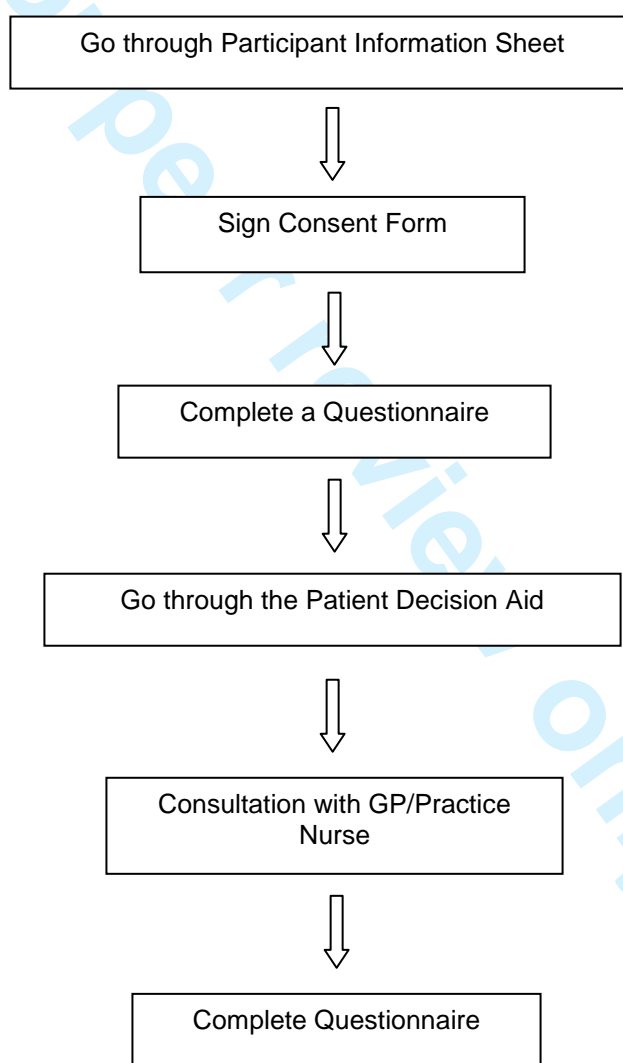 Go through Participant Information Sheet
Sign Consent Form
Complete a Questionnaire
Go through the Patient Decision Aid
Consultation with GP/Practice
Nurse
Complete Questionnaire